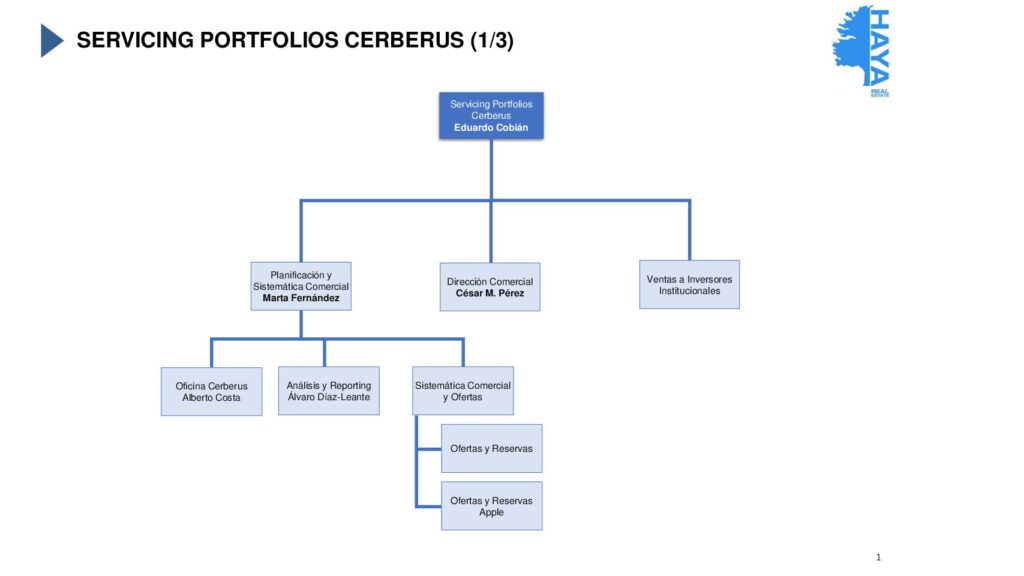 SERVICING PORTFOLIOS CERBERUS (1/3)
HAYA
REAL
ESTATE
Servicing Portfolios
Cerberus
Eduardo Cobián
Planificación y
Sistemática Comercial
Marta Fernández
Dirección Comercial
César M. Pérez
Ventas a Inversores
Institucionales
Oficina Cerberus
Alberto Costa
Análisis y Reporting
Álvaro Díaz-Leante
Sistemática Comercial
y Ofertas
Ofertas y Reservas
Ofertas y Reservas
Apple
1